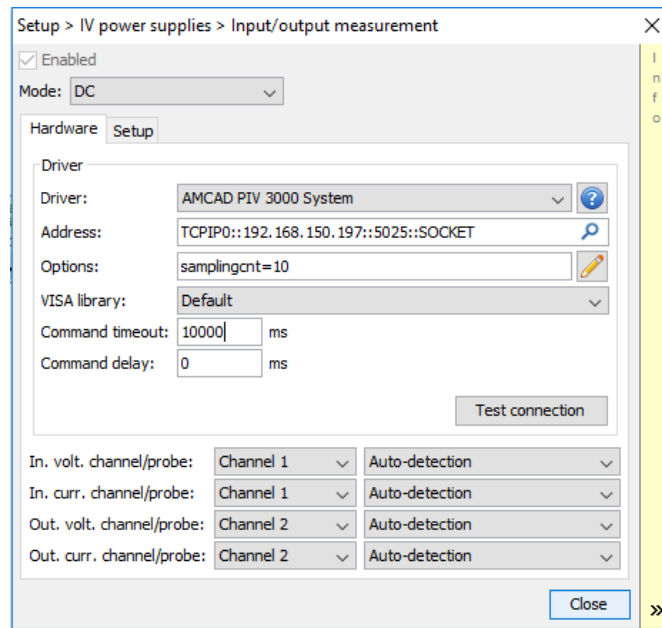 Setup > IV power supplies > Input/output measurement
Enabled
Mode: DC
Hardware Setup
Driver
Driver: AMCAD PIV 3000 System
Address: TCPIP0::192.168.150.197::5025::SOCKET
Options: samplingcnt=10
VISA library: Default
Command timeout: 10000 ms
Command delay: 0 ms
Test connection
In. volt. channel/probe: Channel 1 Auto-detection
In. curr. channel/probe: Channel 1 Auto-detection
Out. volt. channel/probe: Channel 2 Auto-detection
Out. curr. channel/probe: Channel 2 Auto-detection
Close
I
n
f
o